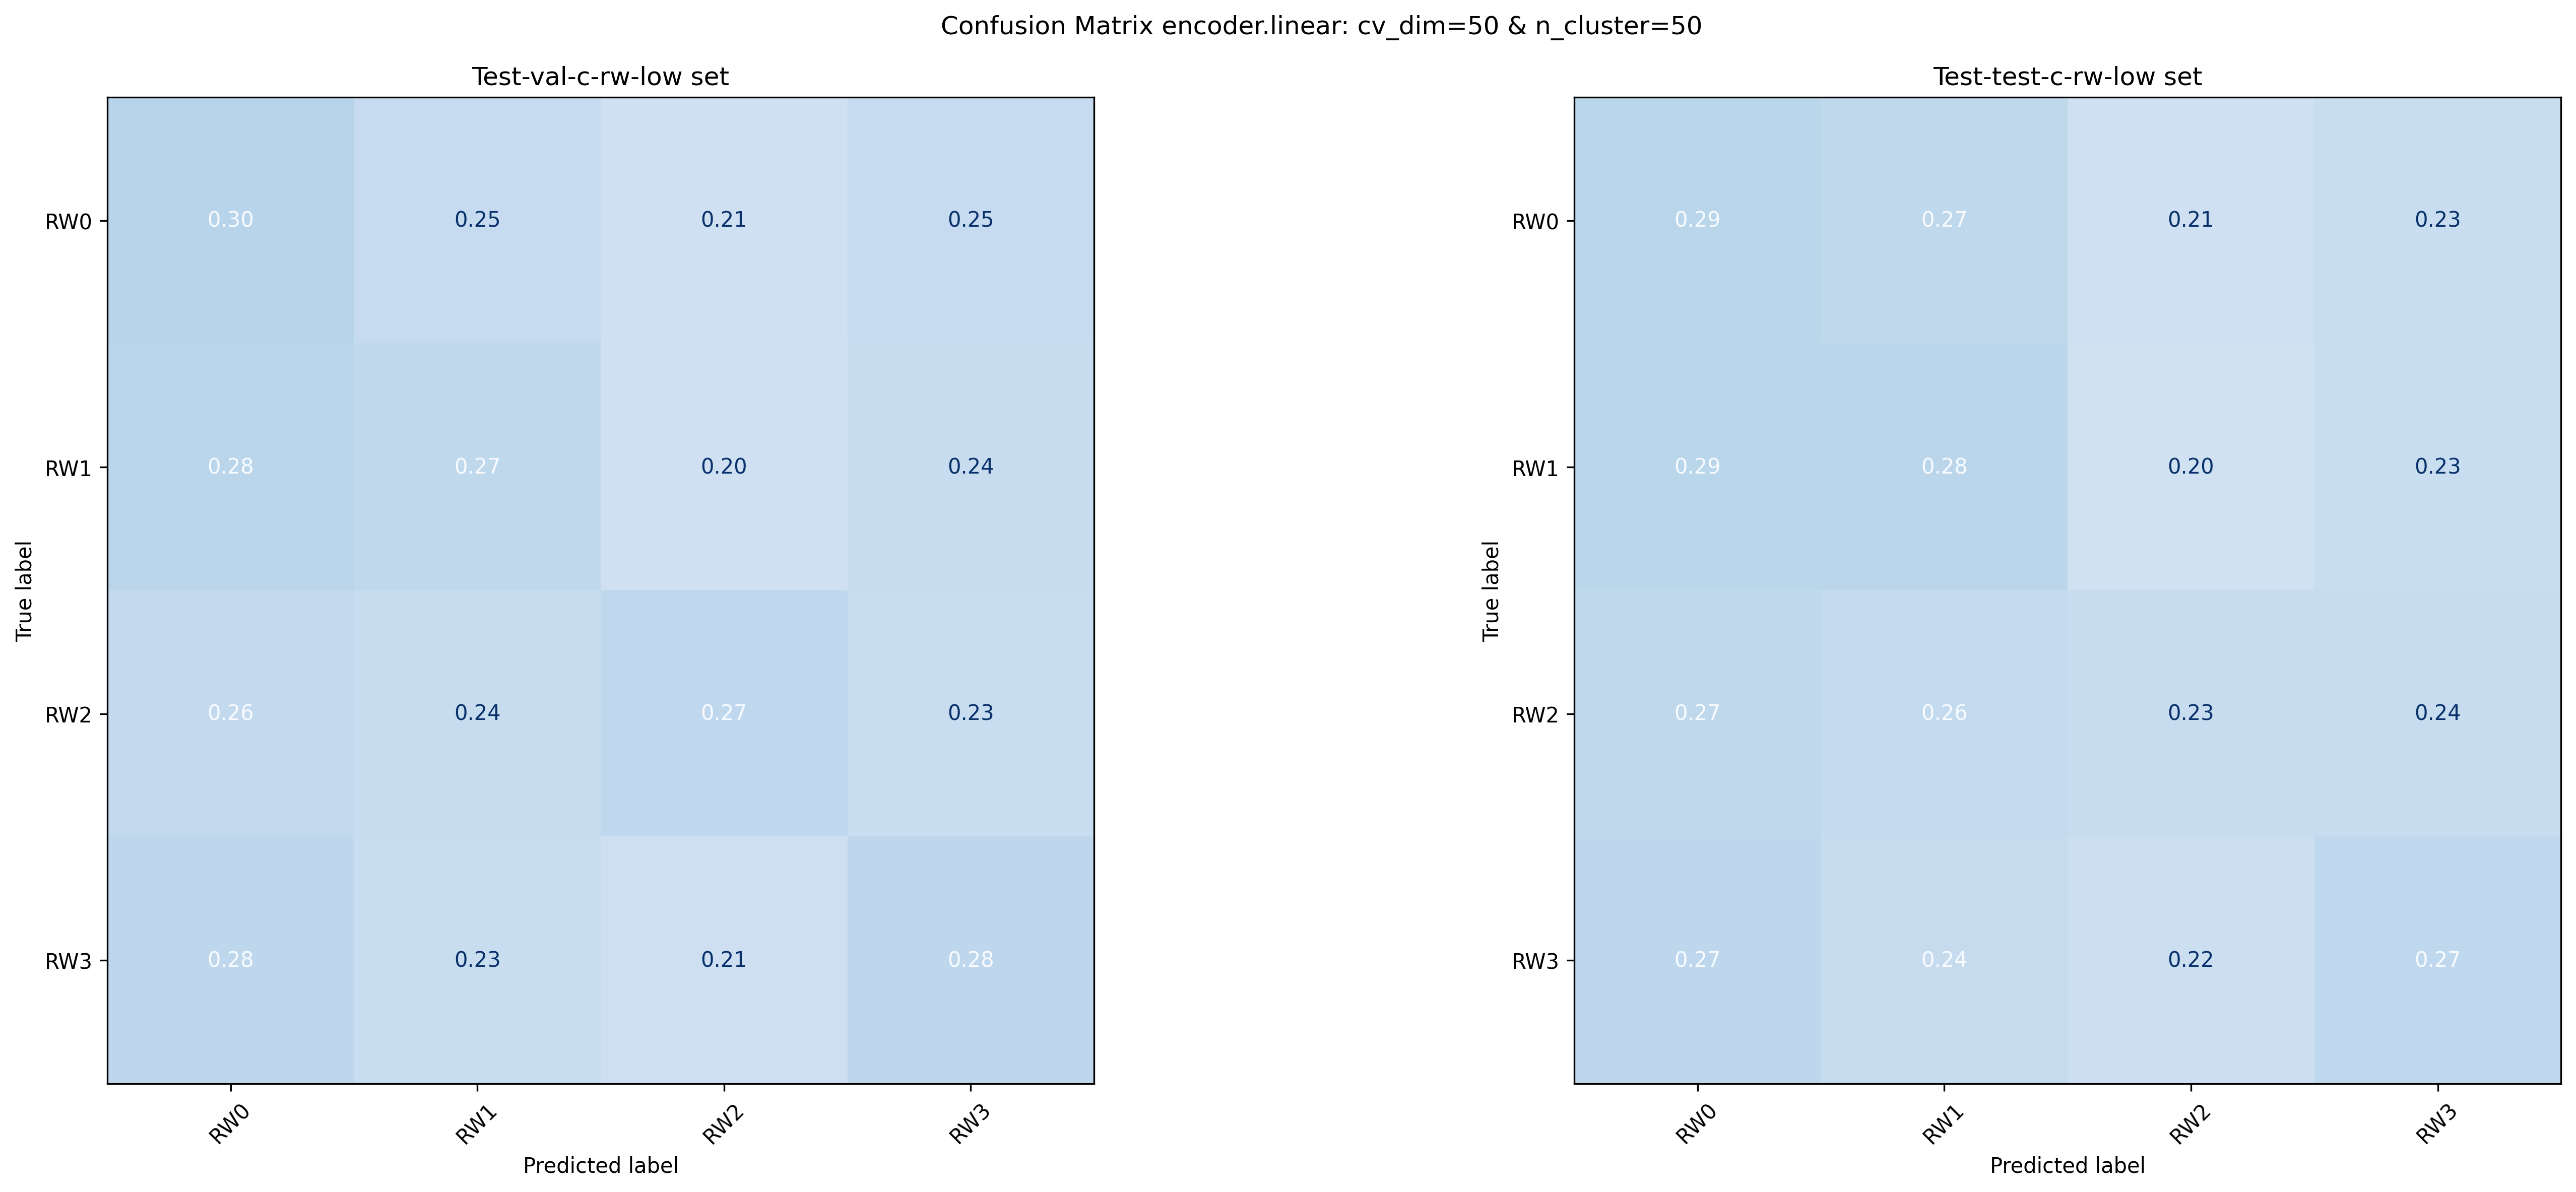 Confusion Matrix encoder.linear: cv_dim=50 & n_cluster=50
Test-val-c-rw-low set
True label
RW0 0.30 0.25 0.21 0.25
RW1 0.28 0.27 0.20 0.24
RW2 0.26 0.24 0.27 0.23
RW3 0.28 0.23 0.21 0.28
RW0 RW1 RW2 RW3
Predicted label
Test-test-c-rw-low set
True label
RW0 0.29 0.27 0.21 0.23
RW1 0.29 0.28 0.20 0.23
RW2 0.27 0.26 0.23 0.24
RW3 0.27 0.24 0.22 0.27
RW0 RW1 RW2 RW3
Predicted label